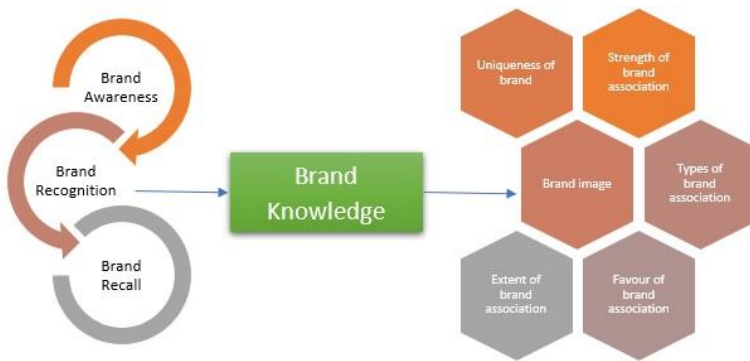 Brand
Awareness
Brand
Recognition
Brand
Recall
Brand
Knowledge
Uniqueness of
brand
Strength of
brand
association
Brand image
Types of
brand
association
Extent of
brand
association
Favour of
brand
association